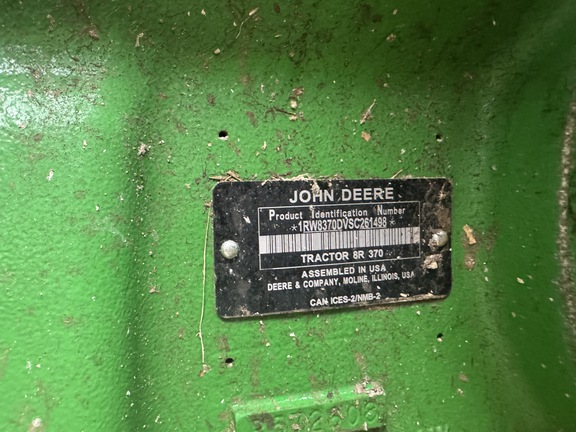 JOHN DEERE
Product Identification Number
*1RW8370DVSC261498*
TRACTOR 8R 370
ASSEMBLED IN USA
DEERE & COMPANY, MOLINE, ILLINOIS, USA
CAN ICES-2/NMB-2